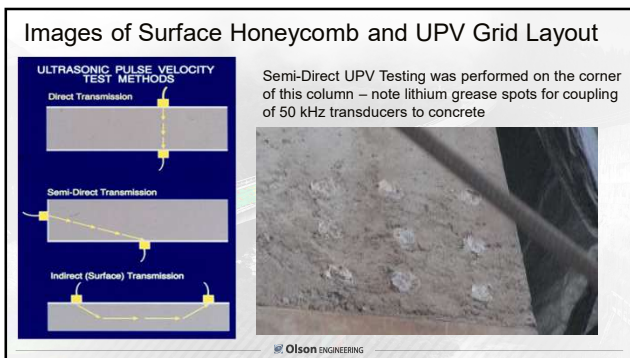 Images of Surface Honeycomb and UPV Grid Layout
ULTRASONIC PULSE VELOCITY
TEST METHODS
Direct Transmission
Semi-Direct Transmission
Indirect (Surface) Transmission
Semi-Direct UPV Testing was performed on the corner
of this column – note lithium grease spots for coupling
of 50 kHz transducers to concrete
Olson ENGINEERING